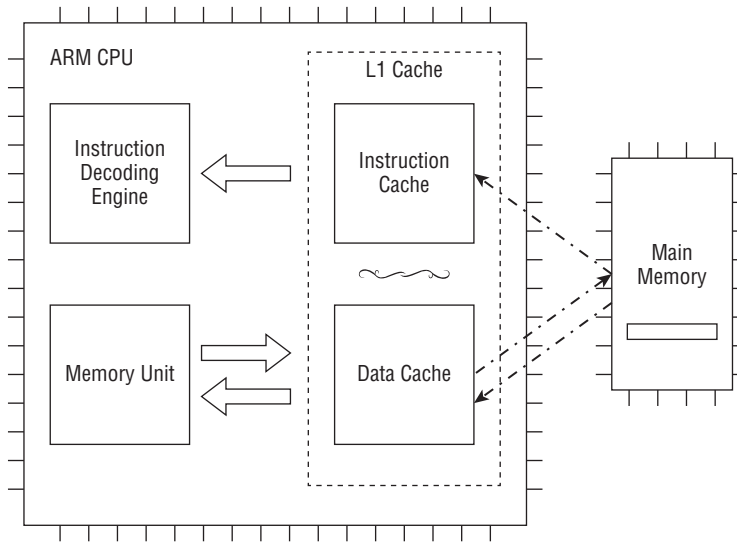 ARM CPU
L1 Cache
Instruction
Decoding
Engine
Instruction
Cache
Main
Memory
Memory Unit
Data Cache